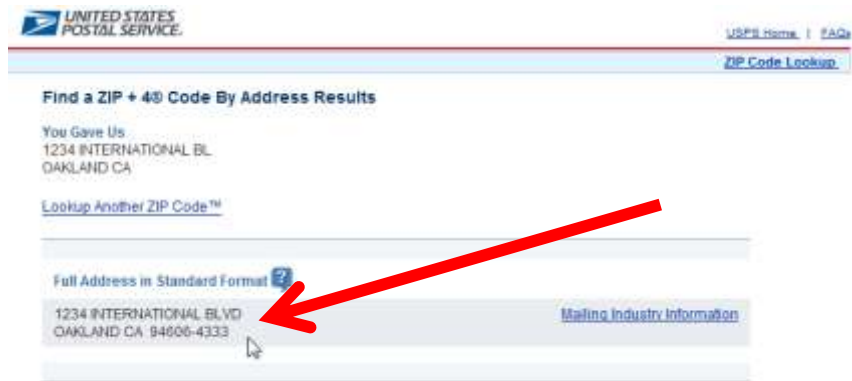 UNITED STATES
POSTAL SERVICE.
USPS Home | FAQs
ZIP Code Lookup
Find a ZIP + 4® Code By Address Results
You Gave Us
1234 INTERNATIONAL BL
OAKLAND CA
Lookup Another ZIP Code™
Full Address in Standard Format ?
1234 INTERNATIONAL BLVD
Mailing Industry Information
OAKLAND CA 94606-4333